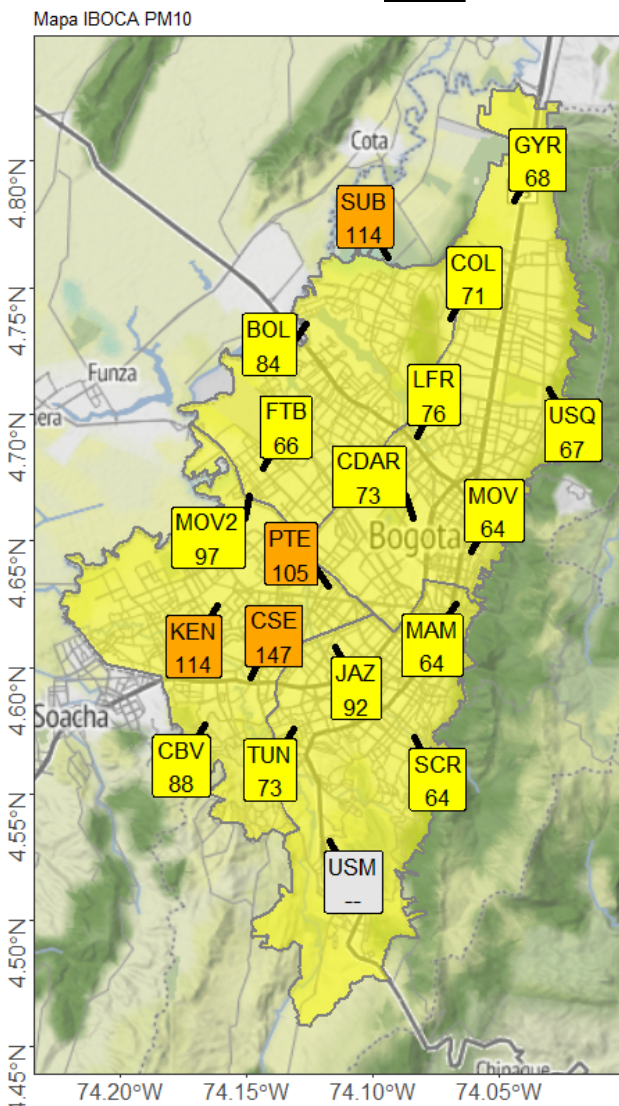 Mapa IBOCA PM10
Cota
GYR
68
SUB
114
COL
71
BOL
84
Funza
LFR
76
FTB
66
USQ
67
CDAR
73
MOV
64
MOV2
97
Bogota
PTE
105
KEN
114
CSE
147
MAM
64
JAZ
92
Soacha
CBV
88
TUN
73
SCR
64
USM
--
Chipaque
era
4.80°N
4.75°N
4.70°N
4.65°N
4.60°N
4.55°N
4.50°N
4.45°N
74.20°W
74.15°W
74.10°W
74.05°W